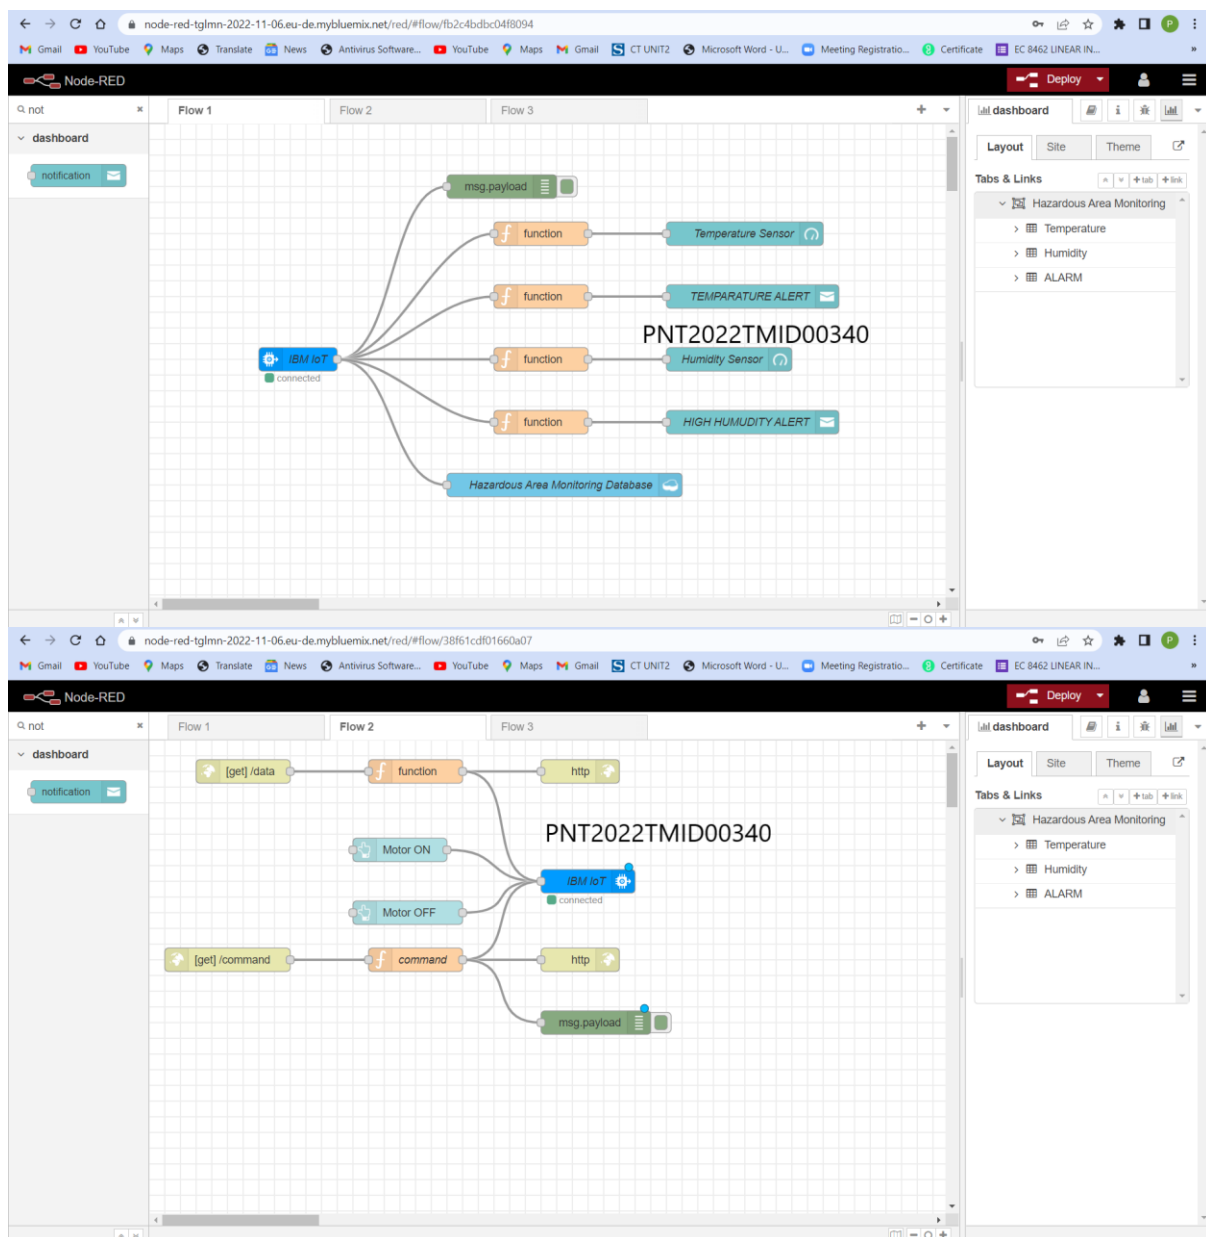 node-red-tglmn-2022-11-06.eu-de.mybluemix.net/red/#flow/fb2c4bdbc04f8094
P
Gmail YouTube Maps Translate News Antivirus Software... YouTube Maps Gmail CT UNIT2 Microsoft Word - U... Meeting Registratio... Certificate EC 8462 LINEAR IN... »
Node-RED Deploy
not Flow 1 Flow 2 Flow 3 dashboard
dashboard
notification
Layout Site Theme
Tabs & Links +tab +link
Hazardous Area Monitoring
Temperature
Humidity
ALARM
msg.payload
function Temperature Sensor
function TEMPARATURE ALERT
PNT2022TMID00340
IBM IoT function Humidity Sensor
connected
function HIGH HUMUDITY ALERT
Hazardous Area Monitoring Database
node-red-tglmn-2022-11-06.eu-de.mybluemix.net/red/#flow/38f61cdf01660a07
P
Gmail YouTube Maps Translate News Antivirus Software... YouTube Maps Gmail CT UNIT2 Microsoft Word - U... Meeting Registratio... Certificate EC 8462 LINEAR IN... »
Node-RED Deploy
not Flow 1 Flow 2 Flow 3 dashboard
dashboard
notification
Layout Site Theme
Tabs & Links +tab +link
Hazardous Area Monitoring
Temperature
Humidity
ALARM
[get] /data function http
PNT2022TMID00340
Motor ON
IBM IoT
connected
Motor OFF
[get] /command command http
msg.payload